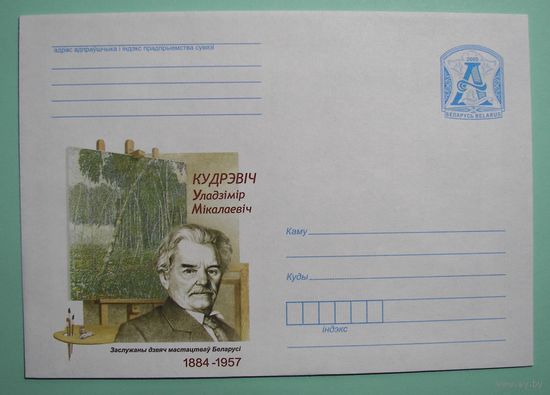 адрас адпраўшчыка і індэкс прадпрыемства сувязі
2005
А
БЕЛАРУСЬ BELARUS
КУДРЭВІЧ
Уладзімір
Мікалаевіч
Каму
Куды
індэкс
Заслужаны дзеяч мастацтваў Беларусі
1884-1957